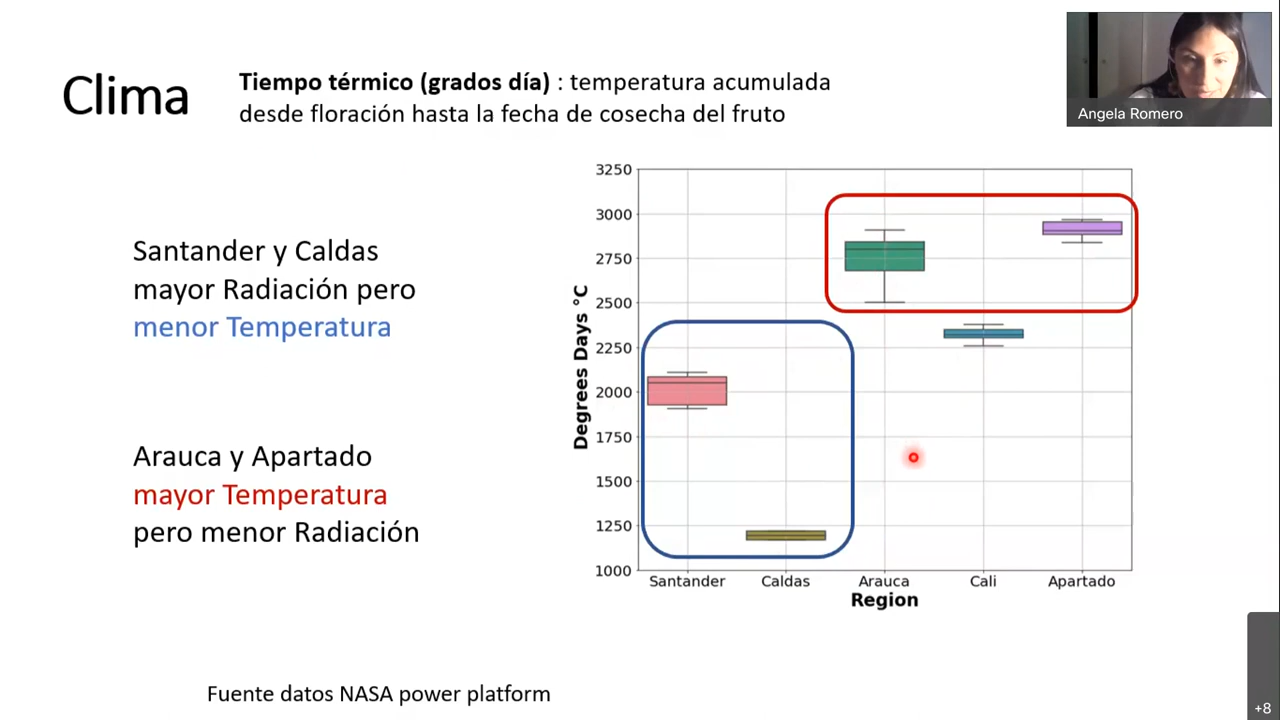 Clima
Tiempo térmico (grados día) : temperatura acumulada
desde floración hasta la fecha de cosecha del fruto
Angela Romero
Santander y Caldas
mayor Radiación pero
menor Temperatura
Arauca y Apartado
mayor Temperatura
pero menor Radiación
Degrees Days °C
3250
3000
2750
2500
2250
2000
1750
1500
1250
1000
Santander Caldas Arauca Cali Apartado
Region
Fuente datos NASA power platform
+8